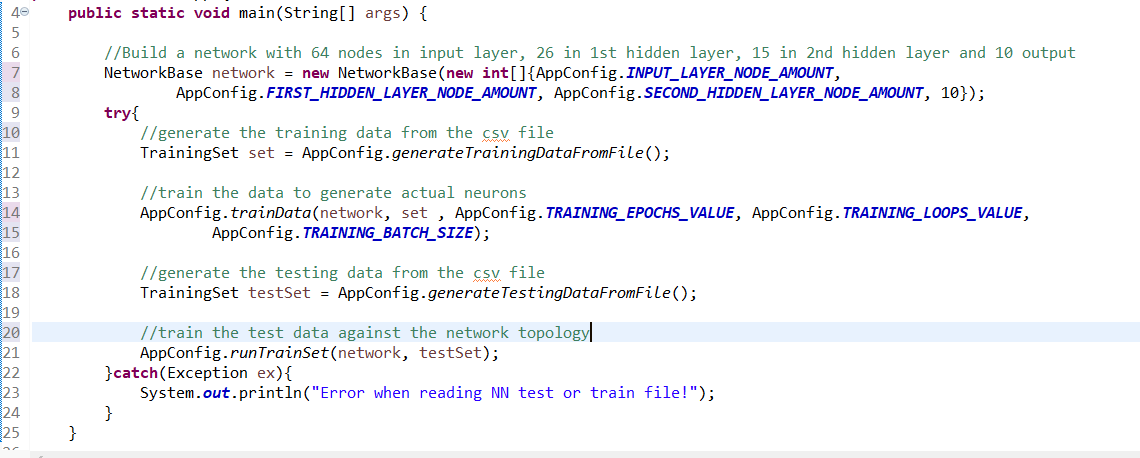 4 public static void main(String[] args) {
5
6 //Build a network with 64 nodes in input layer, 26 in 1st hidden layer, 15 in 2nd hidden layer and 10 output
7 NetworkBase network = new NetworkBase(new int[]{AppConfig.INPUT_LAYER_NODE_AMOUNT,
8 AppConfig.FIRST_HIDDEN_LAYER_NODE_AMOUNT, AppConfig.SECOND_HIDDEN_LAYER_NODE_AMOUNT, 10});
9 try{
10 //generate the training data from the csv file
11 TrainingSet set = AppConfig.generateTrainingDataFromFile();
12
13 //train the data to generate actual neurons
14 AppConfig.trainData(network, set , AppConfig.TRAINING_EPOCHS_VALUE, AppConfig.TRAINING_LOOPS_VALUE,
15 AppConfig.TRAINING_BATCH_SIZE);
16
17 //generate the testing data from the csv file
18 TrainingSet testSet = AppConfig.generateTestingDataFromFile();
19
20 //train the test data against the network topology
21 AppConfig.runTrainSet(network, testSet);
22 }catch(Exception ex){
23 System.out.println("Error when reading NN test or train file!");
24 }
25 }